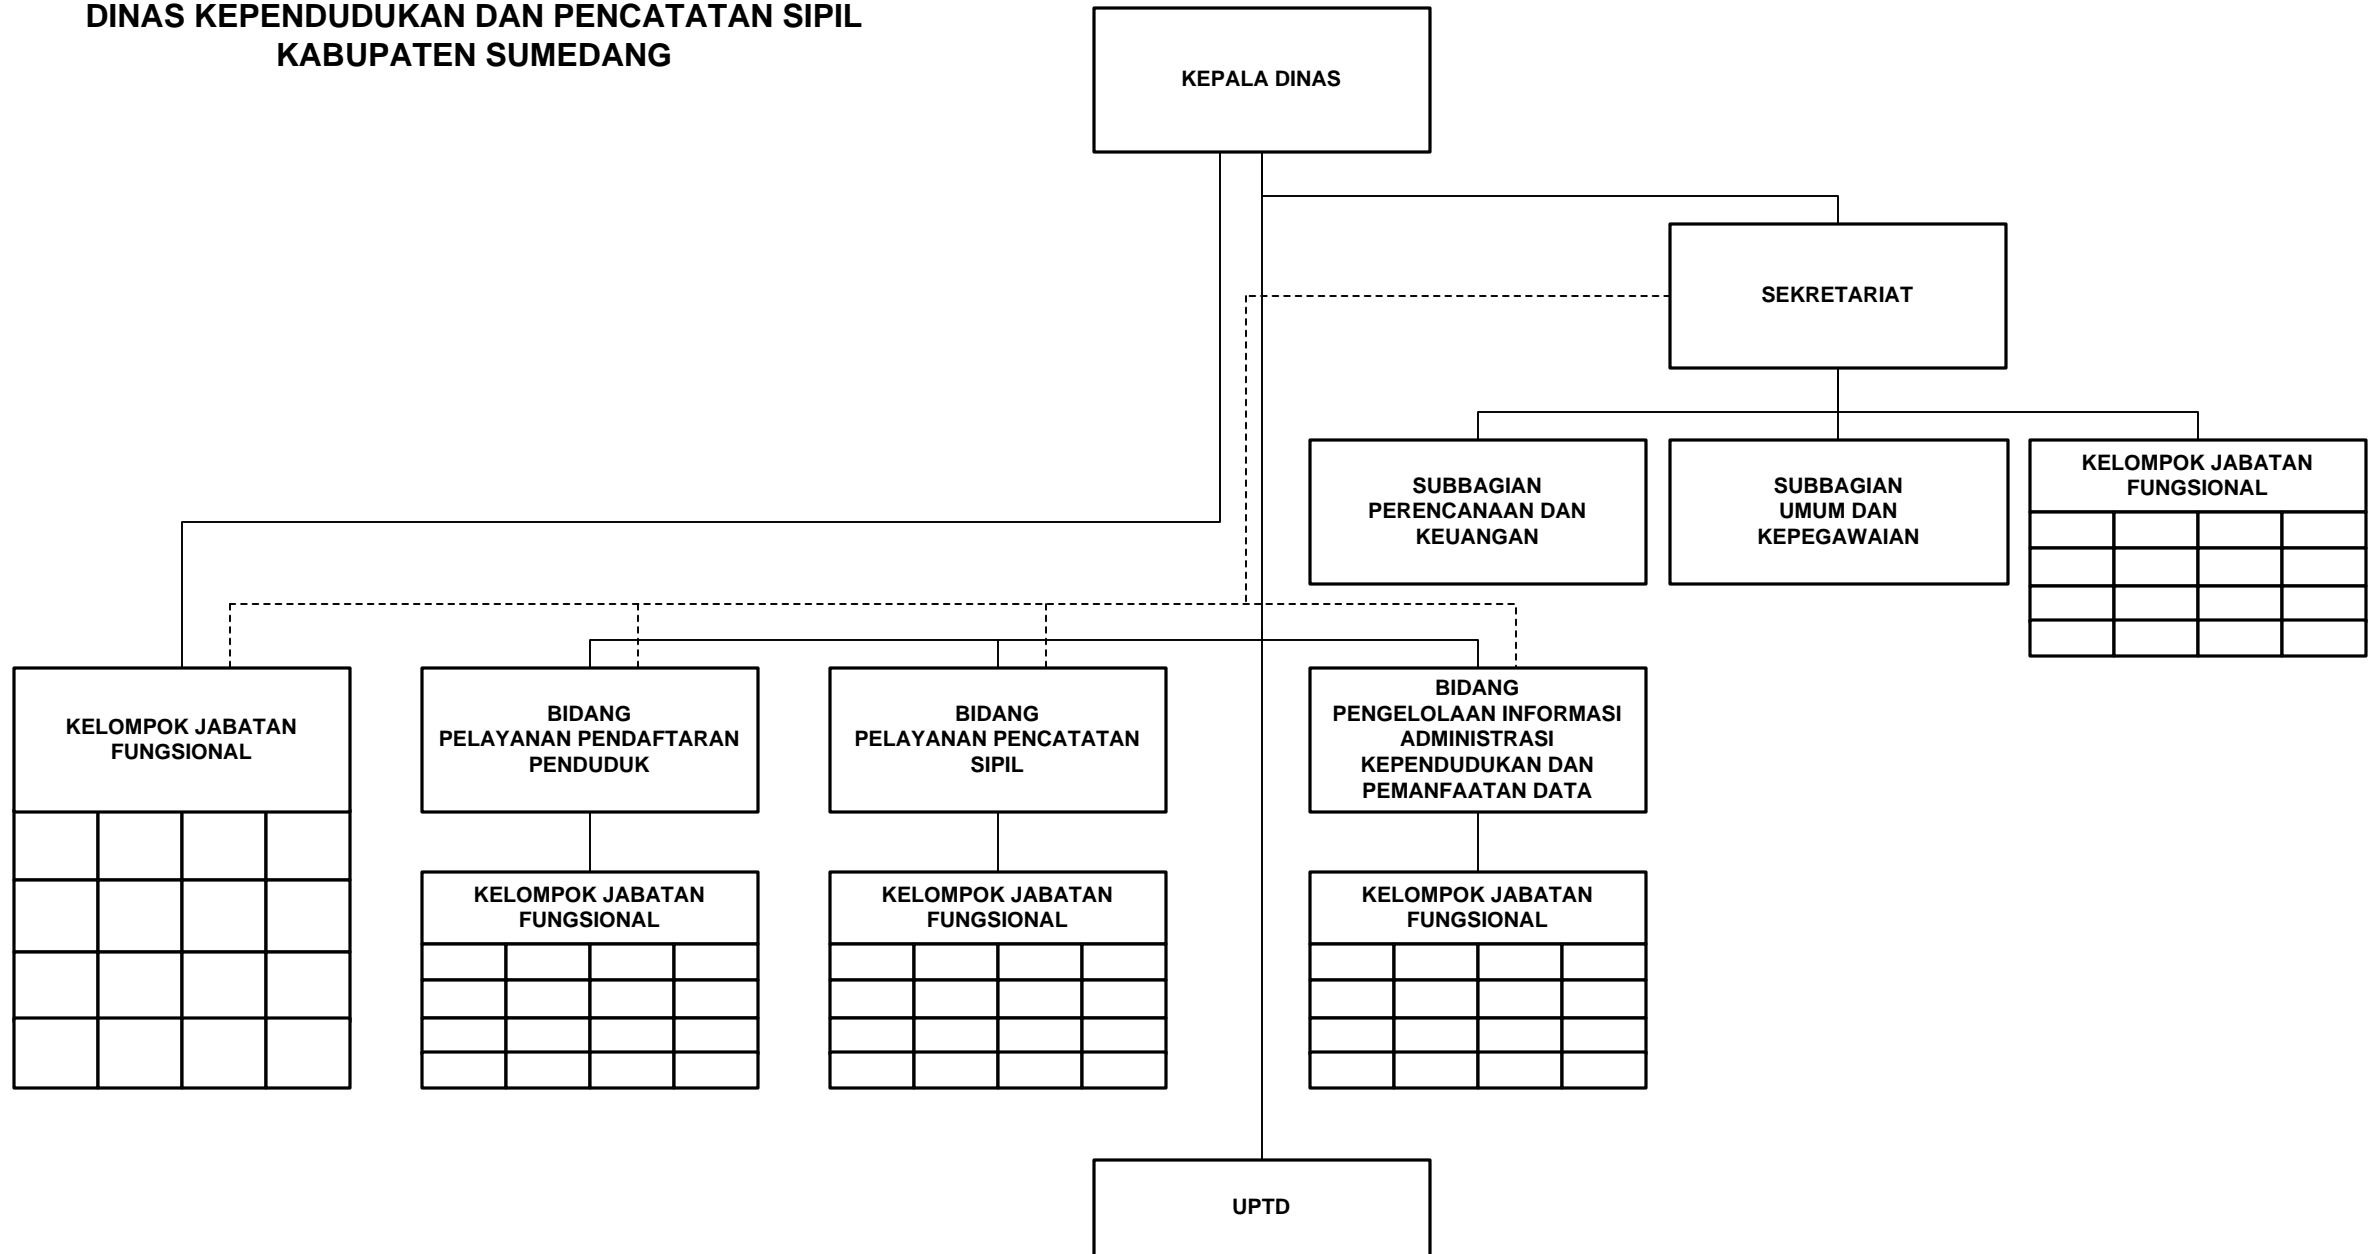 DINAS KEPENDUDUKAN DAN PENCATATAN SIPIL
KABUPATEN SUMEDANG
KEPALA DINAS
SEKRETARIAT
SUBBAGIAN
PERENCANAAN DAN
KEUANGAN
SUBBAGIAN
UMUM DAN
KEPEGAWAIAN
KELOMPOK JABATAN
FUNGSIONAL
KELOMPOK JABATAN
FUNGSIONAL
BIDANG
PELAYANAN PENDAFTARAN
PENDUDUK
BIDANG
PELAYANAN PENCATATAN
SIPIL
BIDANG
PENGELOLAAN INFORMASI
ADMINISTRASI
KEPENDUDUKAN DAN
PEMANFAATAN DATA
KELOMPOK JABATAN
FUNGSIONAL
KELOMPOK JABATAN
FUNGSIONAL
KELOMPOK JABATAN
FUNGSIONAL
UPTD